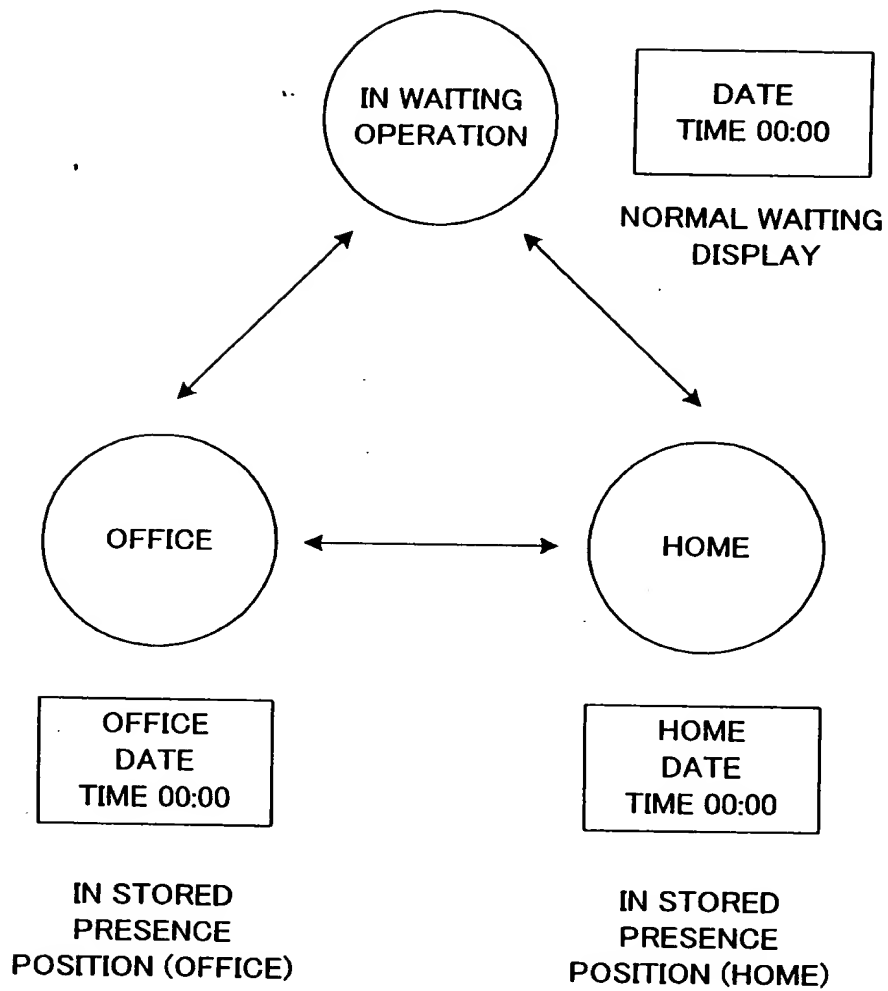 IN WAITING
OPERATION
DATE
TIME 00:00
NORMAL WAITING
DISPLAY
OFFICE
HOME
OFFICE
DATE
TIME 00:00
HOME
DATE
TIME 00:00
IN STORED
PRESENCE
POSITION (OFFICE)
IN STORED
PRESENCE
POSITION (HOME)